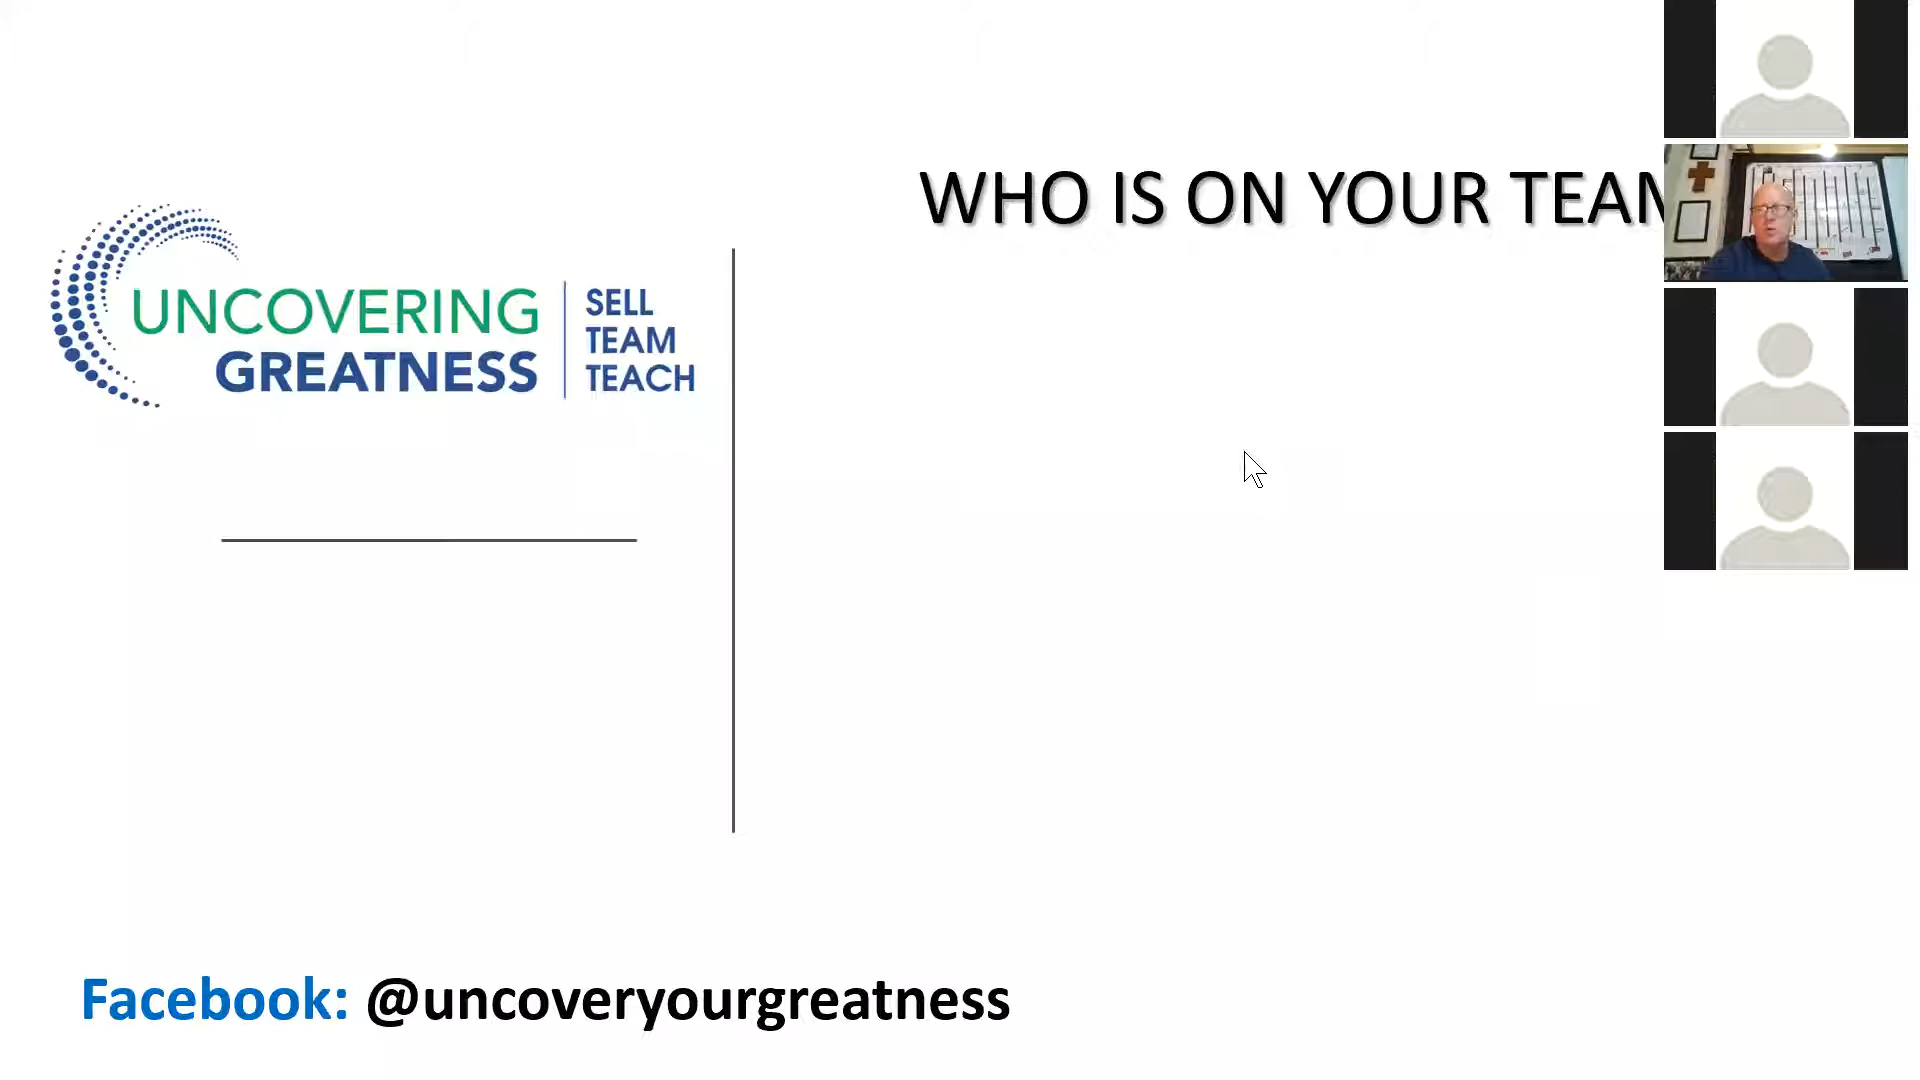 WHO IS ON YOUR TEAM
UNCOVERING
GREATNESS
SELL
TEAM
TEACH
Facebook: @uncoveryourgreatness